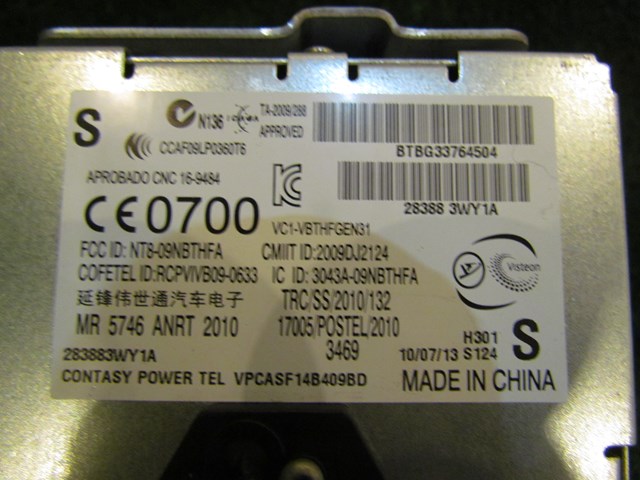 S N136 ICASA TA-2009/288
APPROVED
CCAF09LP0360T6
BTBG33764504
APROBADO CNC 16-9484
28388 3WY1A
CE0700
VC1-VBTHFGEN31
FCC ID: NT8-09NBTHFA CMIIT ID:2009DJ2124
COFETEL ID:RCPVIVB09-0633 IC ID: 3043A-09NBTHFA
Visteon
延锋伟世通汽车电子 TRC/SS/2010/132
MR 5746 ANRT 2010 17005/POSTEL/2010
3469
H301
283883WY1A 10/07/13 S124 S
CONTASY POWER TEL VPCASF14B409BD MADE IN CHINA